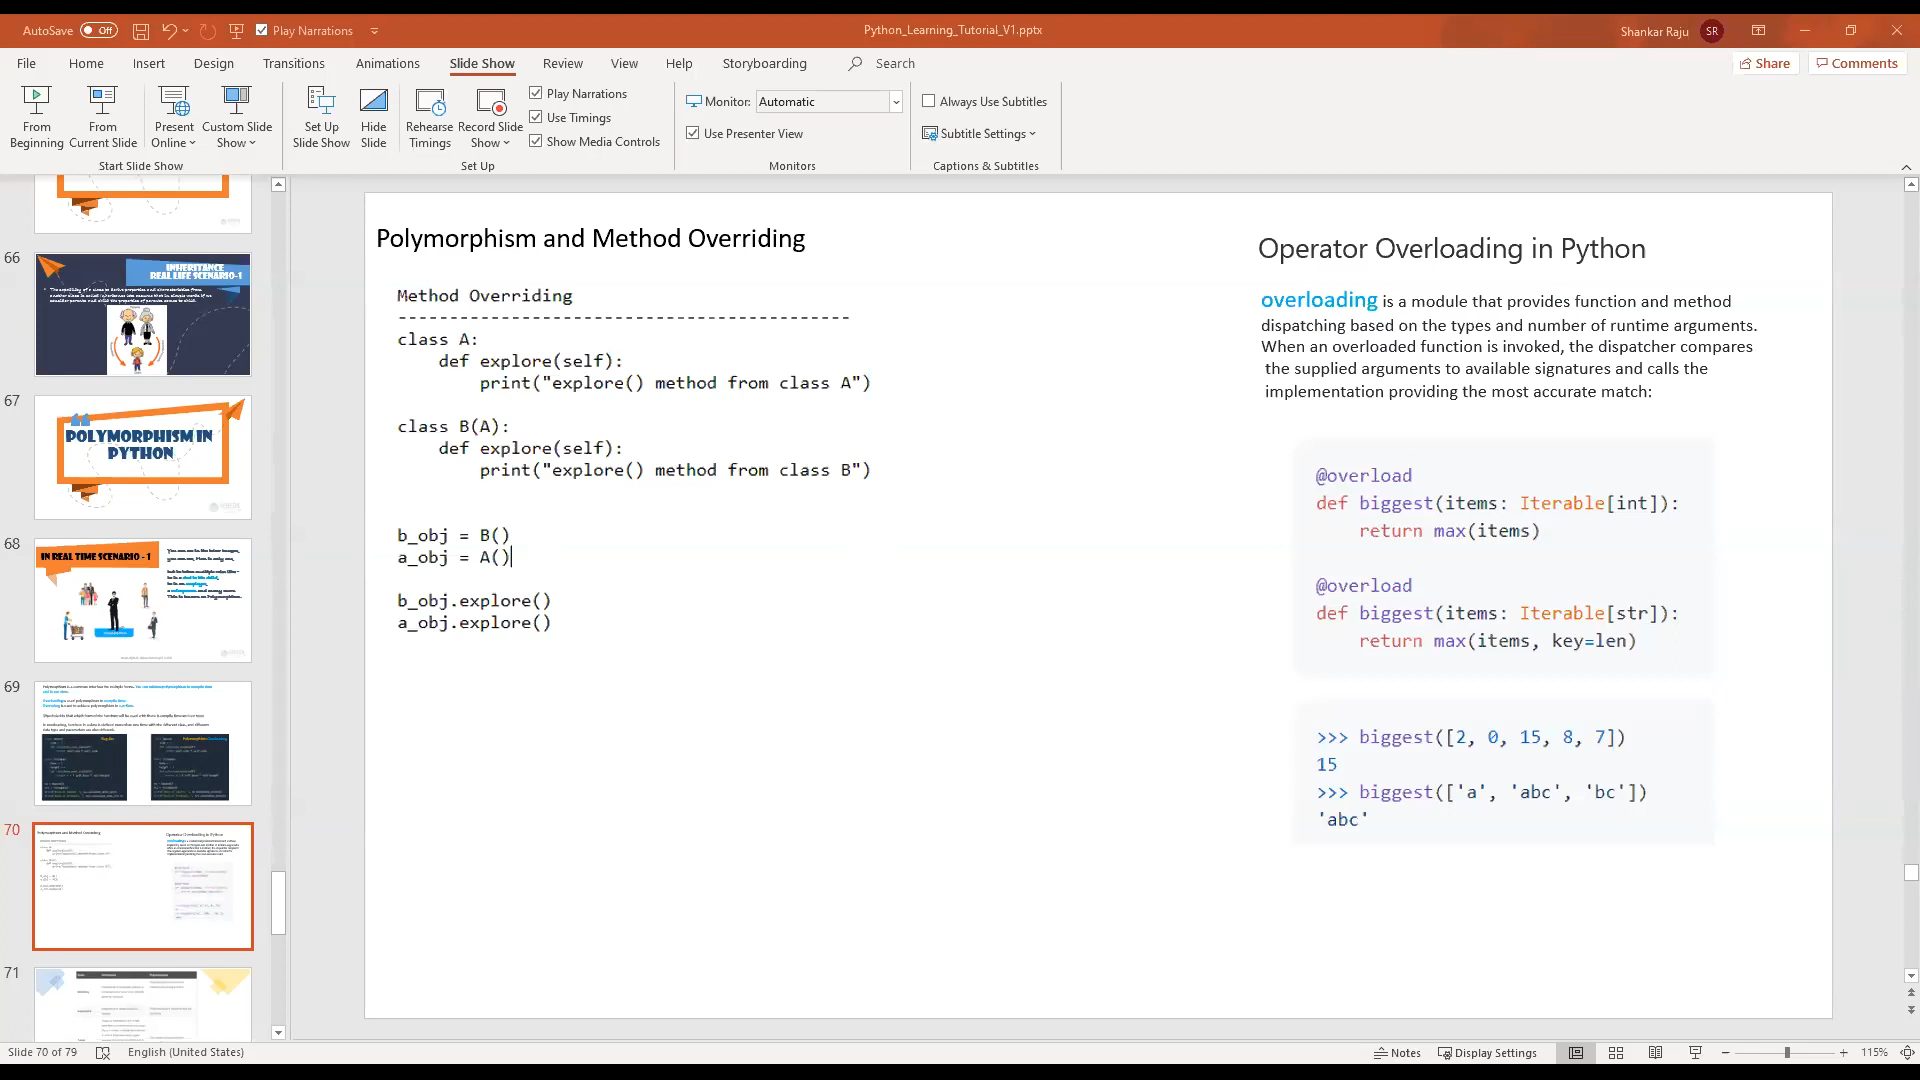 AutoSave Off Play Narrations Python_Learning_Tutorial_V1.pptx Shankar Raju SR
File Home Insert Design Transitions Animations Slide Show Review View Help Storyboarding Search Share Comments
From Beginning
From Current Slide
Present Online
Custom Slide Show
Start Slide Show
Set Up Slide Show
Hide Slide
Rehearse Timings
Record Slide Show
Play Narrations
Use Timings
Show Media Controls
Set Up
Monitor: Automatic
Use Presenter View
Monitors
Always Use Subtitles
Subtitle Settings
Captions & Subtitles
66
INHERITANCE
REAL LIFE SCENARIO-1
67
POLYMORPHISM IN
PYTHON
68
IN REAL TIME SCENARIO - 1
69
70
71
Polymorphism and Method Overriding
Method Overriding
--------------------------------------------
class A:
    def explore(self):
        print("explore() method from class A")
class B(A):
    def explore(self):
        print("explore() method from class B")
b_obj = B()
a_obj = A()
b_obj.explore()
a_obj.explore()
Operator Overloading in Python
overloading is a module that provides function and method
dispatching based on the types and number of runtime arguments.
When an overloaded function is invoked, the dispatcher compares
the supplied arguments to available signatures and calls the
implementation providing the most accurate match:
@overload
def biggest(items: Iterable[int]):
    return max(items)
@overload
def biggest(items: Iterable[str]):
    return max(items, key=len)
>>> biggest([2, 0, 15, 8, 7])
15
>>> biggest(['a', 'abc', 'bc'])
'abc'
Slide 70 of 79 English (United States) Notes Display Settings 115%